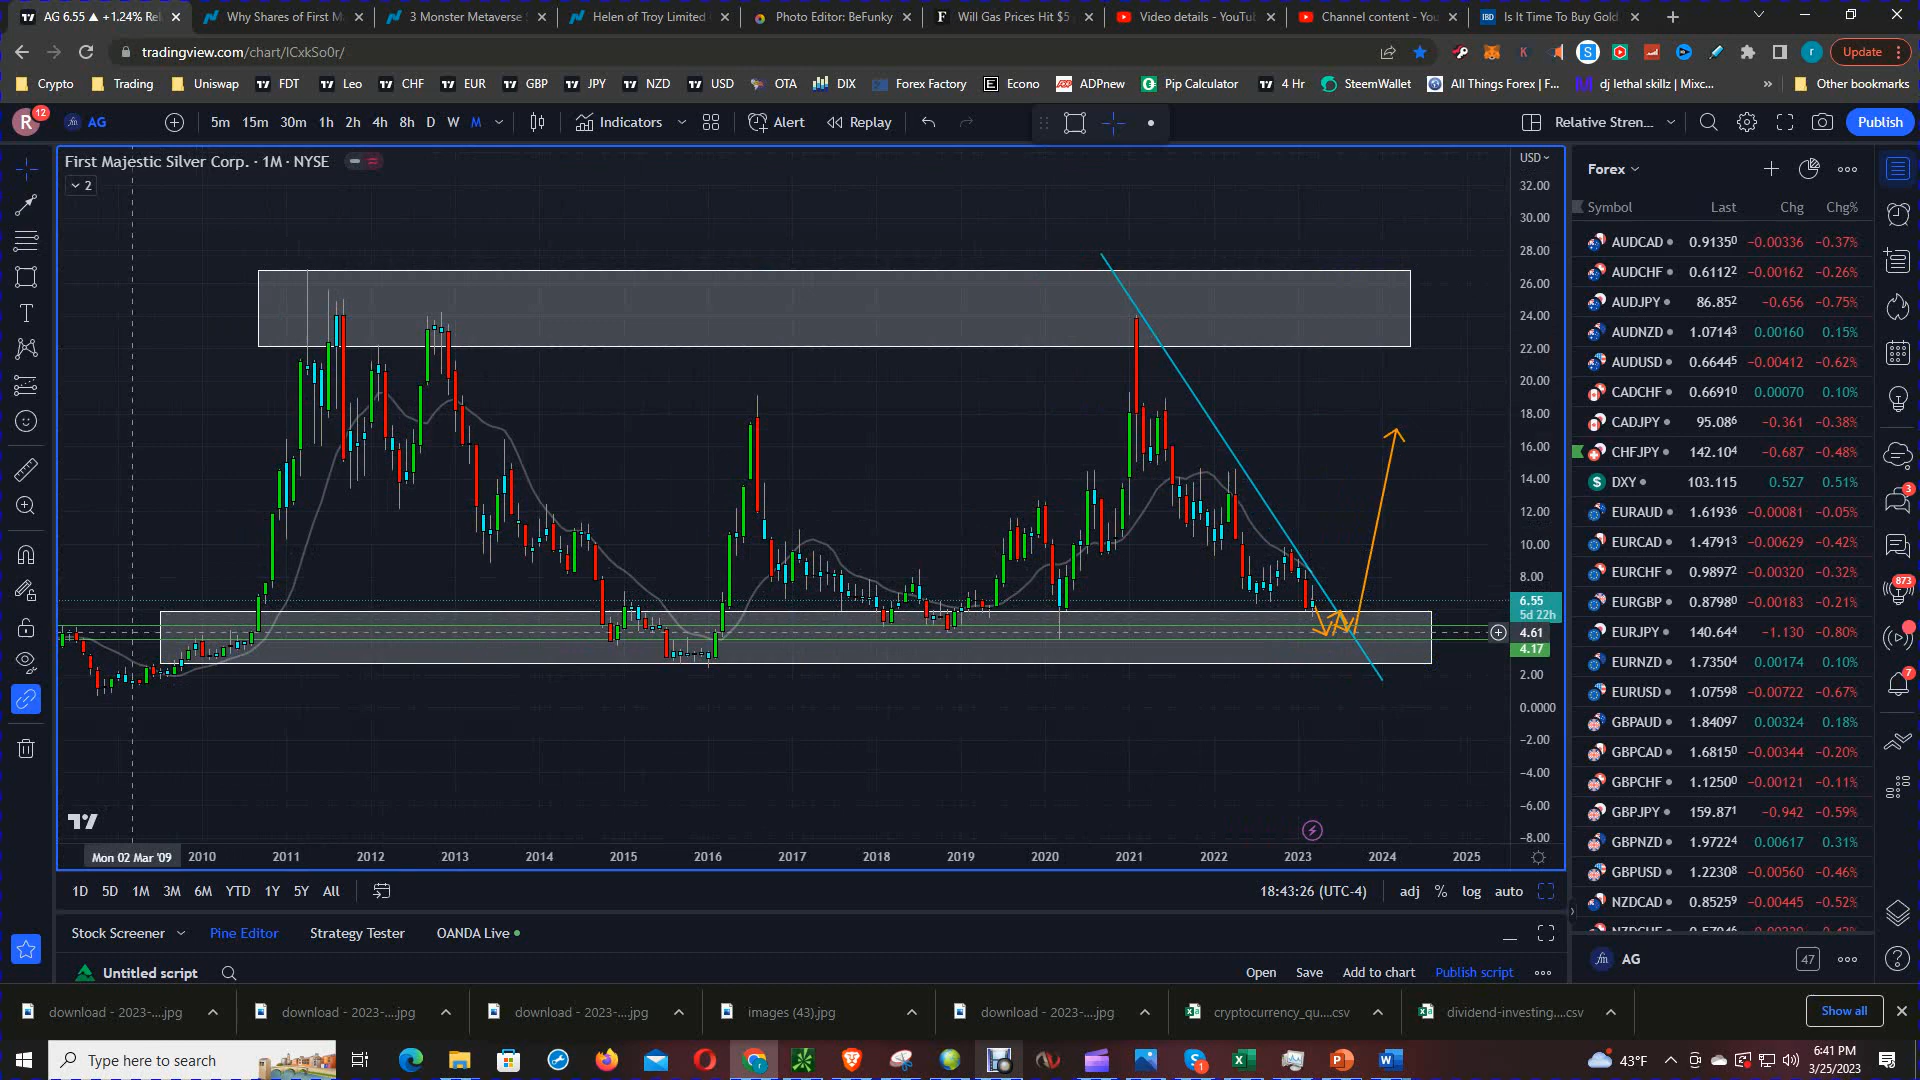 AG 6.55 ▲ +1.24% Rel
Why Shares of First M
3 Monster Metaverse S
Helen of Troy Limited
Photo Editor: BeFunky
Will Gas Prices Hit $5
Video details - YouTu
Channel content - You
Is It Time To Buy Gold
tradingview.com/chart/lCxkSo0r/
Update
Crypto Trading Uniswap FDT Leo CHF EUR GBP JPY NZD USD OTA DIX Forex Factory Econo ADPnew Pip Calculator 4 Hr SteemWallet All Things Forex | F... dj lethal skillz | Mixc... » Other bookmarks
R 12 AG 5m 15m 30m 1h 2h 4h 8h D W M Indicators Alert Replay Relative Stren... Publish
First Majestic Silver Corp. · 1M · NYSE
2
USD
32.00
30.00
28.00
26.00
24.00
22.00
20.00
18.00
16.00
14.00
12.00
10.00
8.00
6.55
5d 22h
4.61
4.17
2.00
0.0000
−2.00
−4.00
−6.00
−8.00
Mon 02 Mar '09 2010 2011 2012 2013 2014 2015 2016 2017 2018 2019 2020 2021 2022 2023 2024 2025
1D 5D 1M 3M 6M YTD 1Y 5Y All 18:43:26 (UTC-4) adj % log auto
Stock Screener Pine Editor Strategy Tester OANDA Live
Untitled script Open Save Add to chart Publish script
Forex
Symbol Last Chg Chg%
AUDCAD 0.91350 −0.00336 −0.37%
AUDCHF 0.61122 −0.00162 −0.26%
AUDJPY 86.852 −0.656 −0.75%
AUDNZD 1.07143 0.00160 0.15%
AUDUSD 0.66445 −0.00412 −0.62%
CADCHF 0.66910 0.00070 0.10%
CADJPY 95.086 −0.361 −0.38%
CHFJPY 142.104 −0.687 −0.48%
DXY 103.115 0.527 0.51%
EURAUD 1.61936 −0.00081 −0.05%
EURCAD 1.47913 −0.00629 −0.42%
EURCHF 0.98972 −0.00320 −0.32%
EURGBP 0.87980 −0.00183 −0.21%
EURJPY 140.644 −1.130 −0.80%
EURNZD 1.73504 0.00174 0.10%
EURUSD 1.07598 −0.00722 −0.67%
GBPAUD 1.84097 0.00324 0.18%
GBPCAD 1.68150 −0.00344 −0.20%
GBPCHF 1.12500 −0.00121 −0.11%
GBPJPY 159.871 −0.942 −0.59%
GBPNZD 1.97224 0.00617 0.31%
GBPUSD 1.22308 −0.00560 −0.46%
NZDCAD 0.85259 −0.00445 −0.52%
AG 47
3
873
7
download - 2023-....jpg
download - 2023-....jpg
download - 2023-....jpg
images (43).jpg
download - 2023-....jpg
cryptocurrency_qu....csv
dividend-investing....csv
Show all
Type here to search
43°F
6:41 PM
3/25/2023